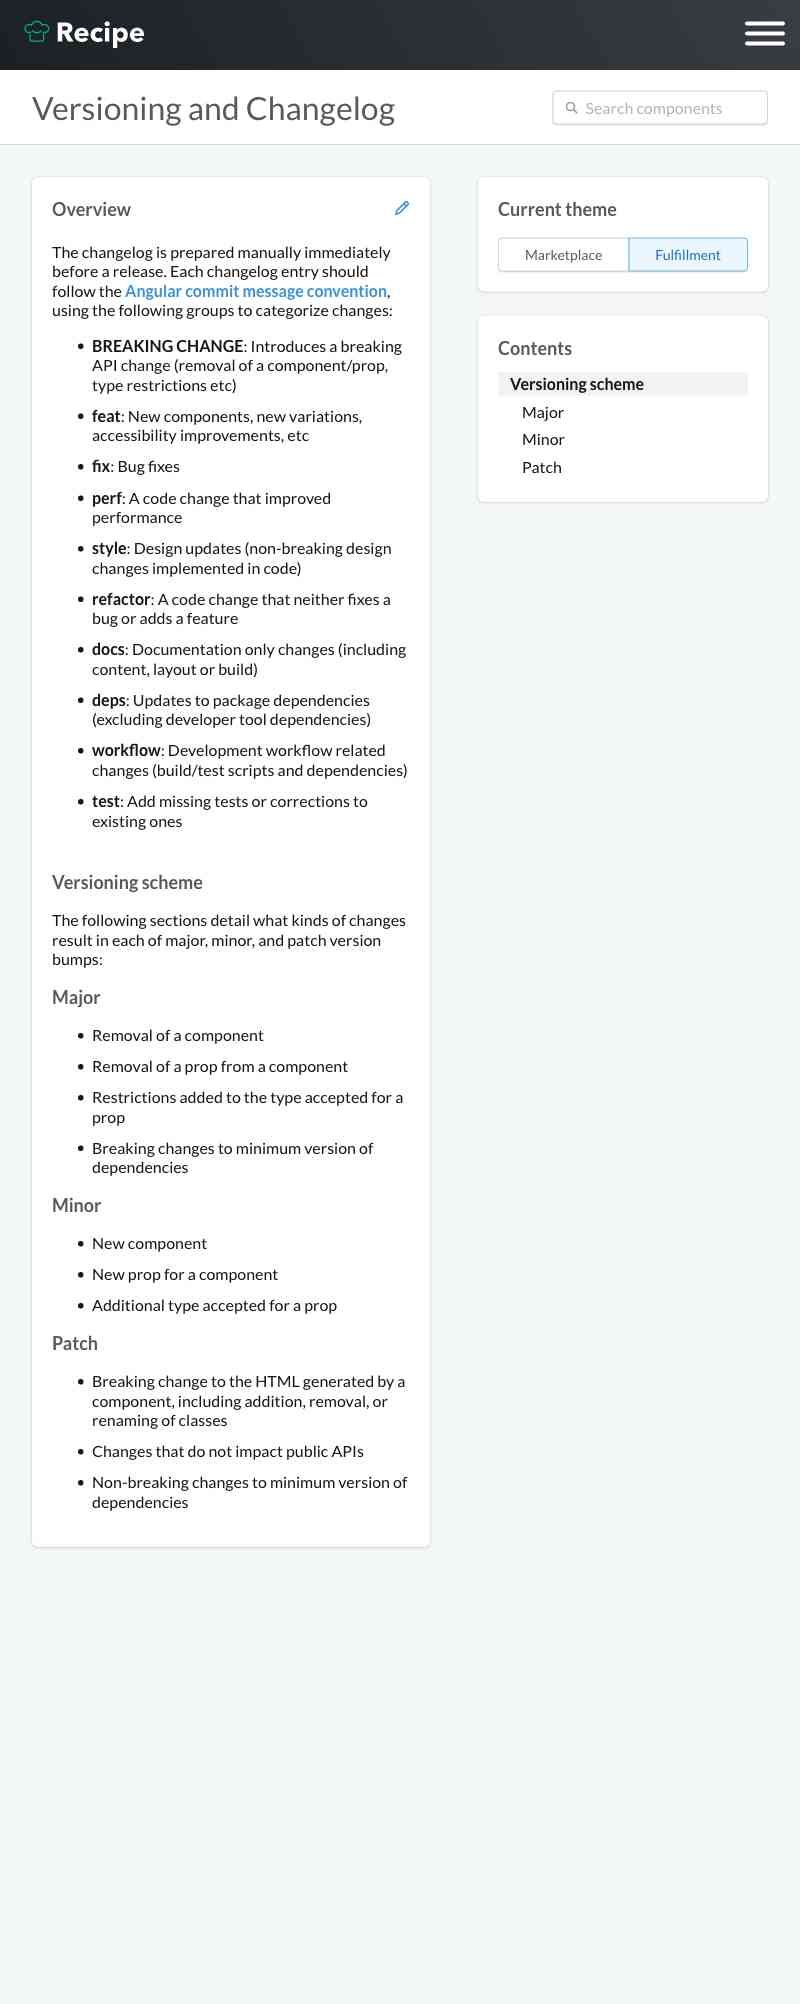 Recipe
Versioning and Changelog
Search components
Overview
The changelog is prepared manually immediately
before a release. Each changelog entry should
follow the Angular commit message convention,
using the following groups to categorize changes:
• BREAKING CHANGE: Introduces a breaking
API change (removal of a component/prop,
type restrictions etc)
• feat: New components, new variations,
accessibility improvements, etc
• fix: Bug fixes
• perf: A code change that improved
performance
• style: Design updates (non-breaking design
changes implemented in code)
• refactor: A code change that neither fixes a
bug or adds a feature
• docs: Documentation only changes (including
content, layout or build)
• deps: Updates to package dependencies
(excluding developer tool dependencies)
• workflow: Development workflow related
changes (build/test scripts and dependencies)
• test: Add missing tests or corrections to
existing ones
Versioning scheme
The following sections detail what kinds of changes
result in each of major, minor, and patch version
bumps:
Major
• Removal of a component
• Removal of a prop from a component
• Restrictions added to the type accepted for a
prop
• Breaking changes to minimum version of
dependencies
Minor
• New component
• New prop for a component
• Additional type accepted for a prop
Patch
• Breaking change to the HTML generated by a
component, including addition, removal, or
renaming of classes
• Changes that do not impact public APIs
• Non-breaking changes to minimum version of
dependencies
Current theme
Marketplace Fulfillment
Contents
Versioning scheme
Major
Minor
Patch